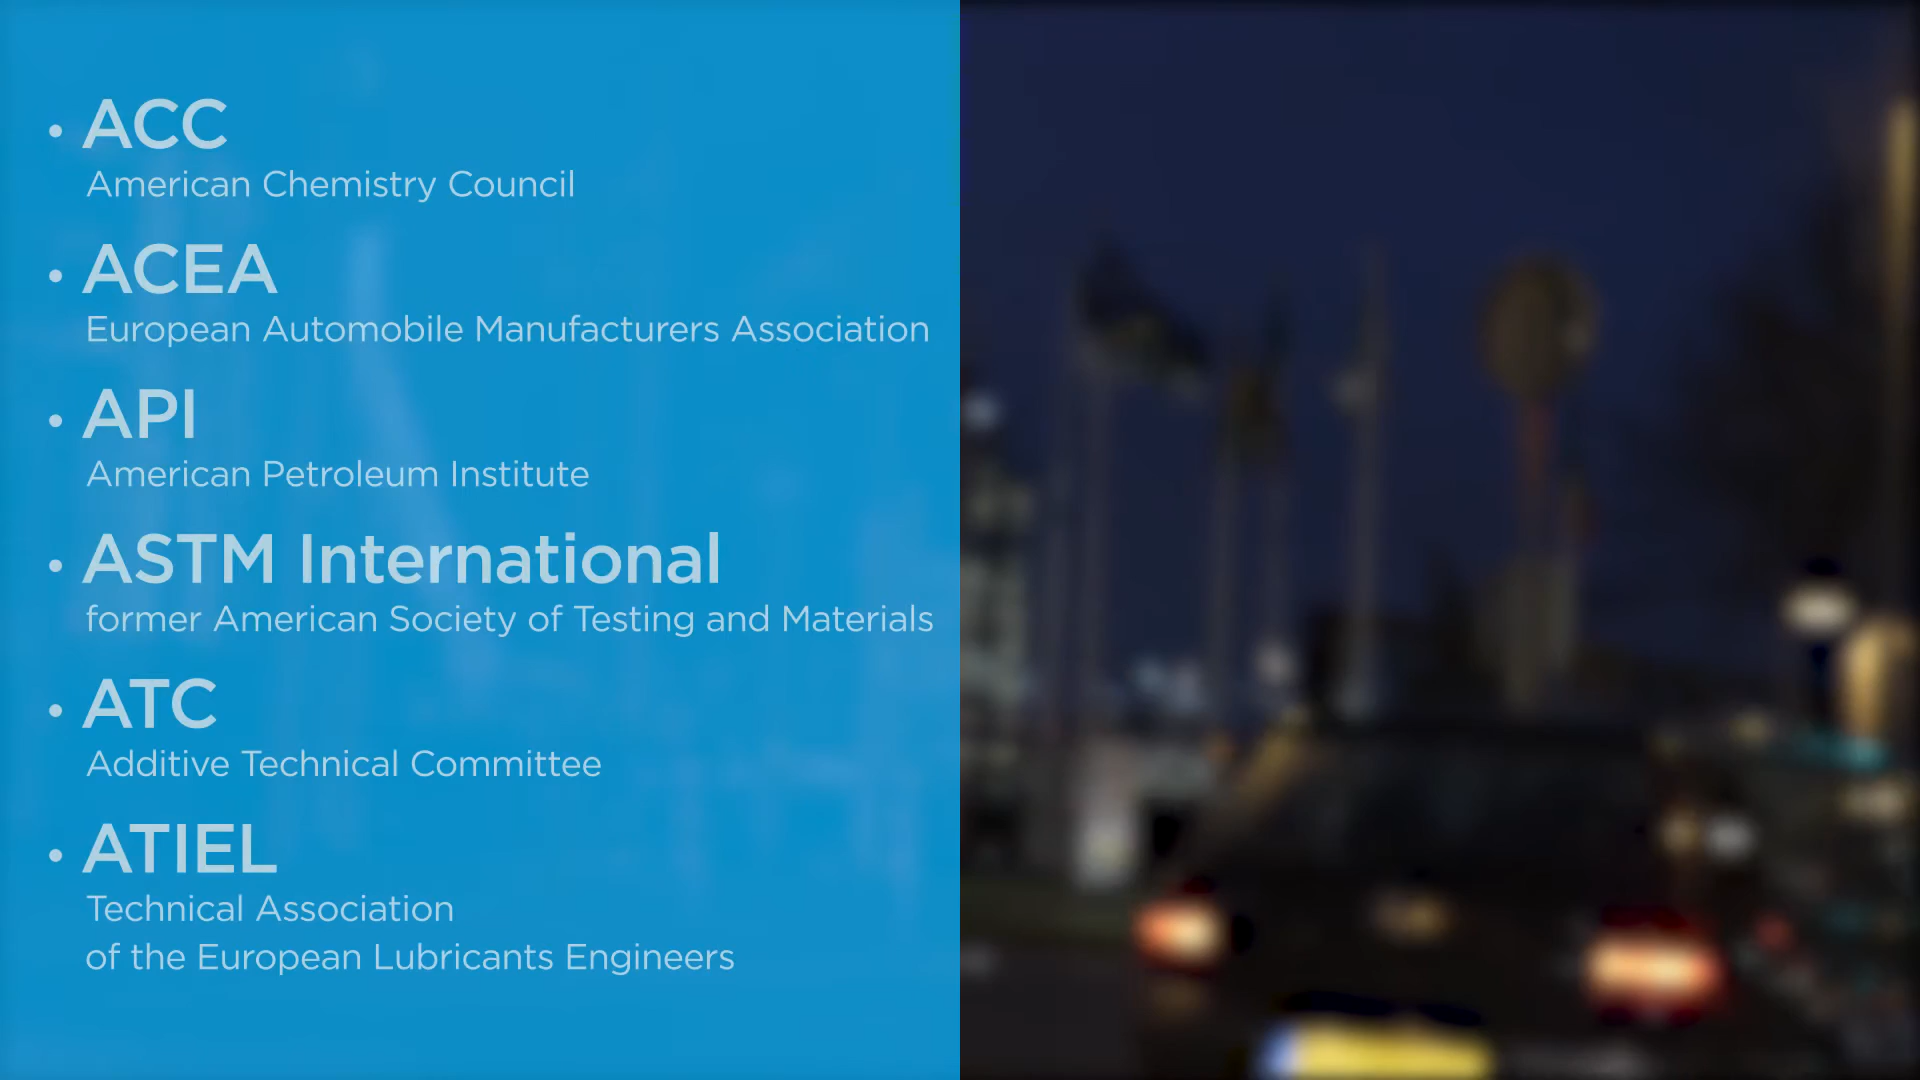 • ACC
American Chemistry Council
• ACEA
European Automobile Manufacturers Association
• API
American Petroleum Institute
• ASTM International
former American Society of Testing and Materials
• ATC
Additive Technical Committee
• ATIEL
Technical Association
of the European Lubricants Engineers